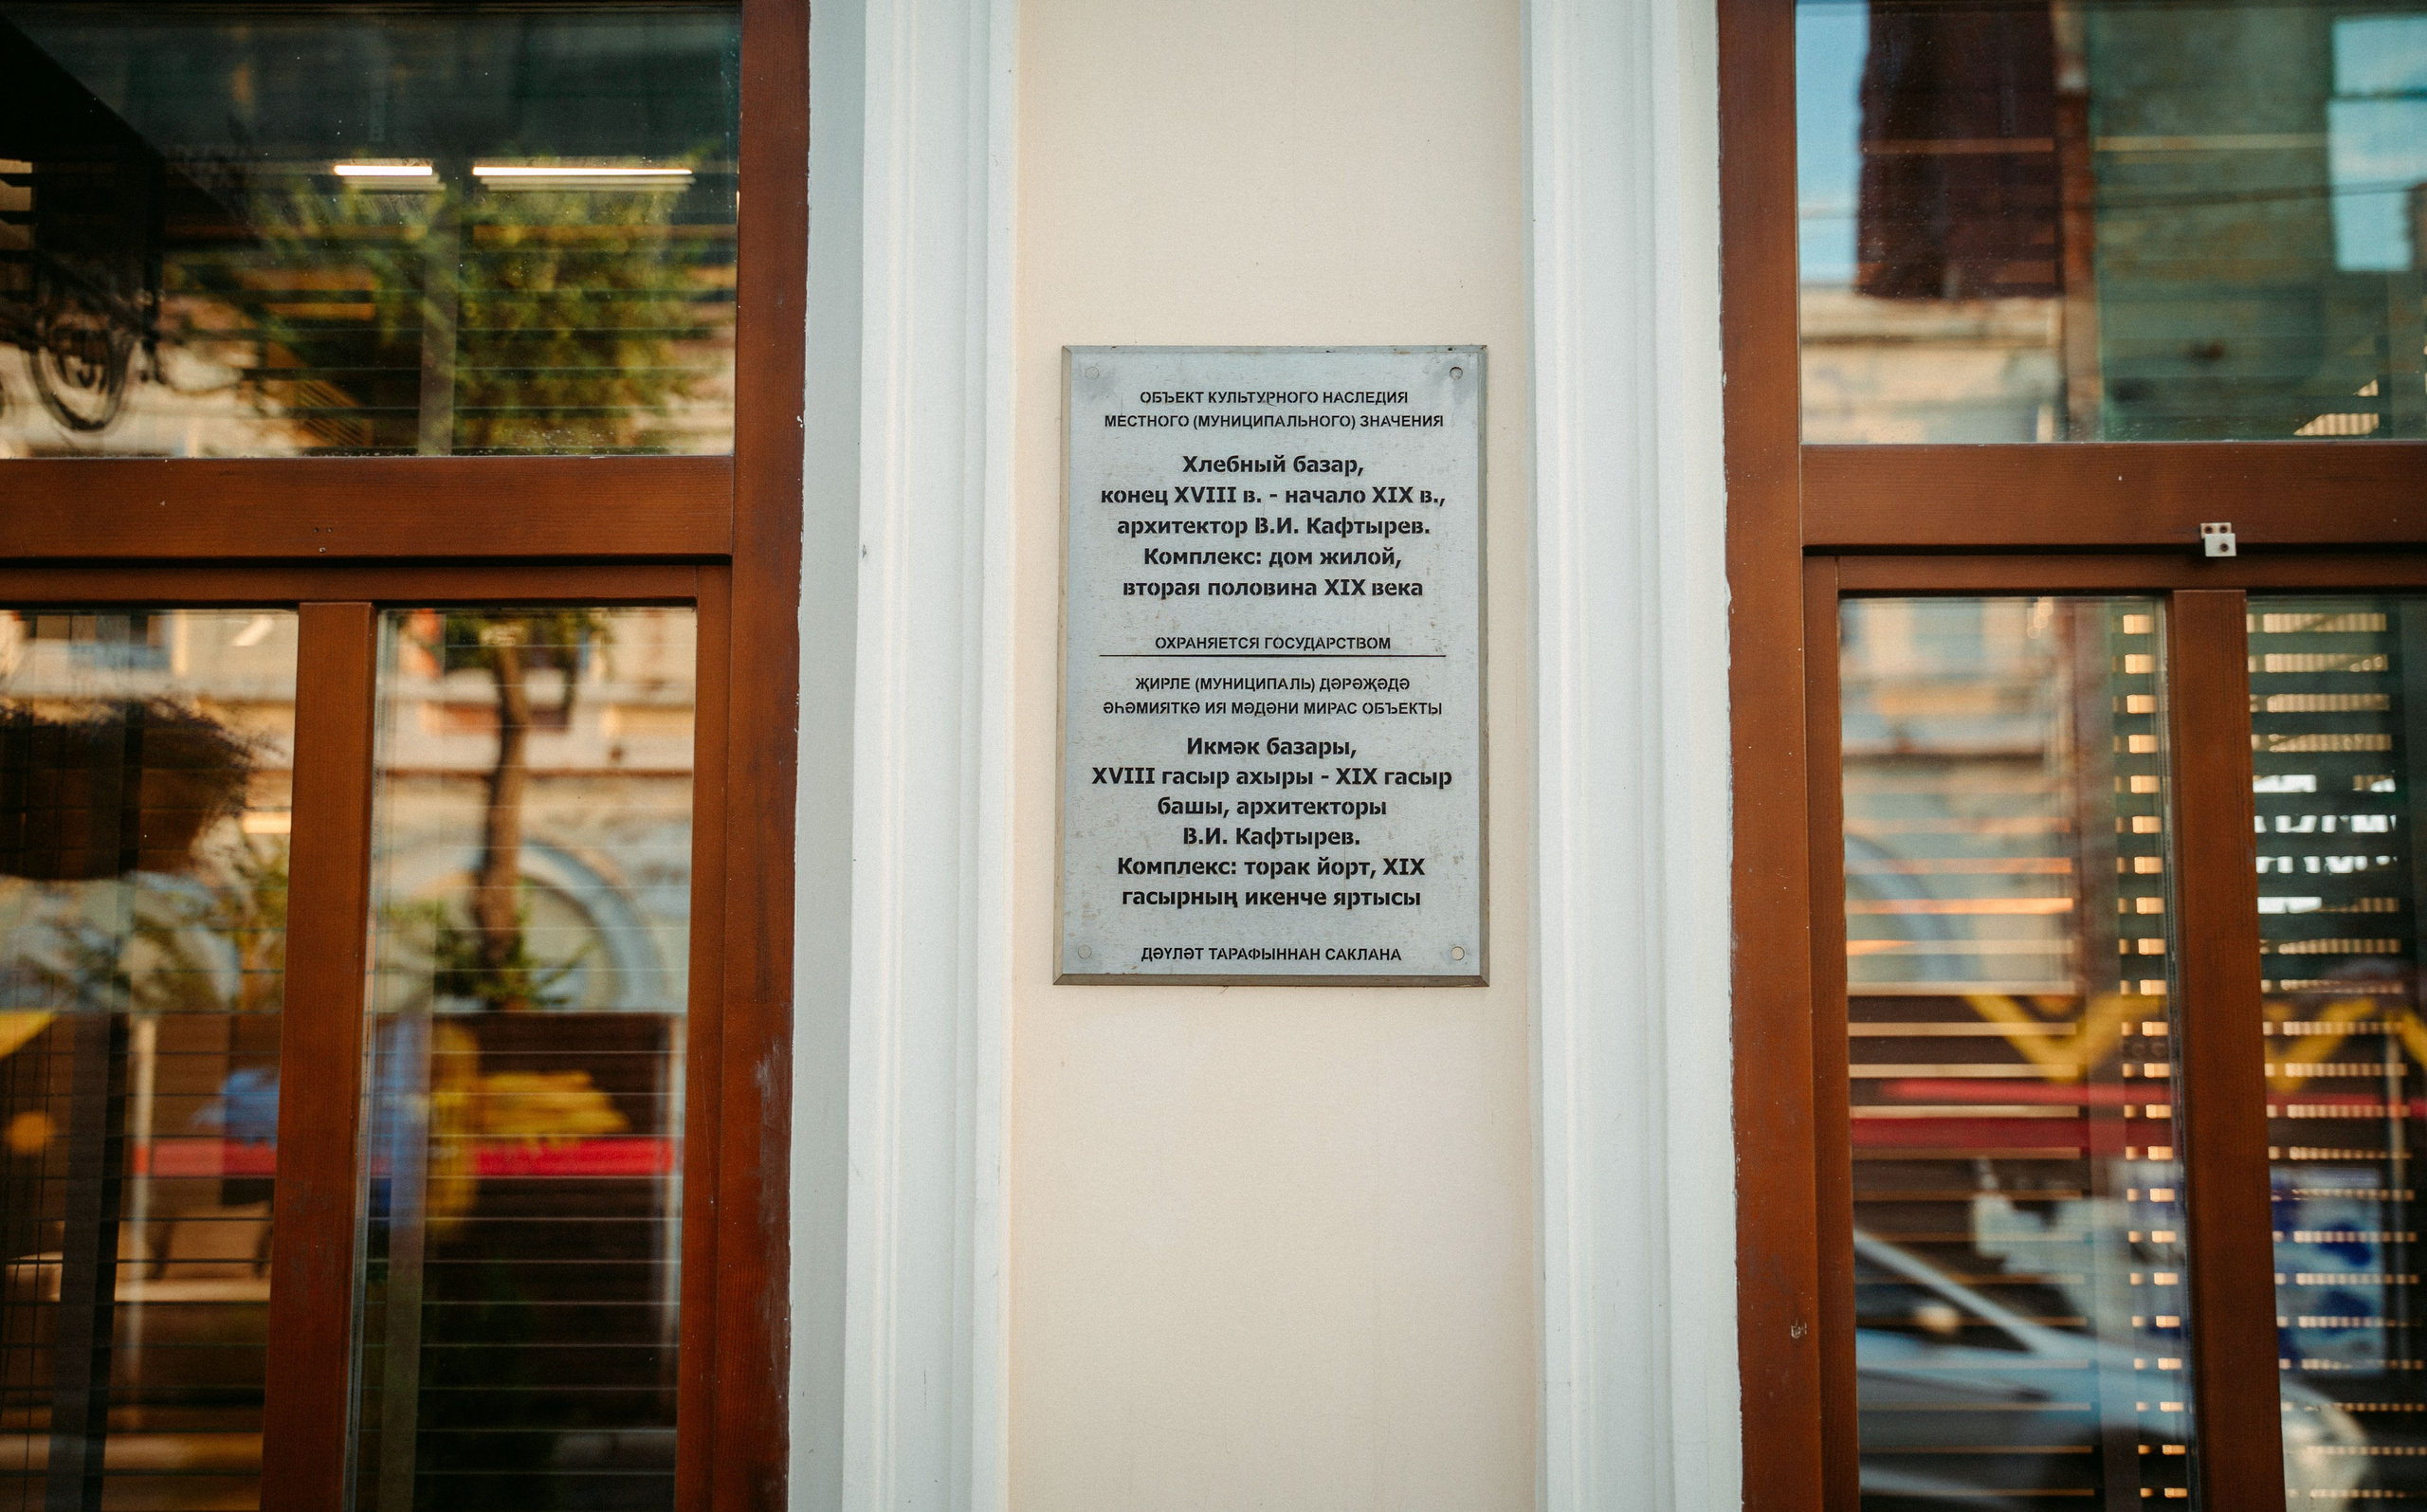 ОБЪЕКТ КУЛЬТУРНОГО НАСЛЕДИЯ
МЕСТНОГО (МУНИЦИПАЛЬНОГО) ЗНАЧЕНИЯ
Хлебный базар,
конец XVIII в. - начало XIX в.,
архитектор В.И. Кафтырев.
Комплекс: дом жилой,
вторая половина XIX века
ОХРАНЯЕТСЯ ГОСУДАРСТВОМ
ҖИРЛЕ (МУНИЦИПАЛЬ) ДӘРӘҖӘДӘ
ӘҺӘМИЯТКӘ ИЯ МӘДӘНИ МИРАС ОБЪЕКТЫ
Икмәк базары,
XVIII гасыр ахыры - XIX гасыр
башы, архитекторы
В.И. Кафтырев.
Комплекс: торак йорт, XIX
гасырның икенче яртысы
ДӘҮЛӘТ ТАРАФЫННАН САКЛАНА